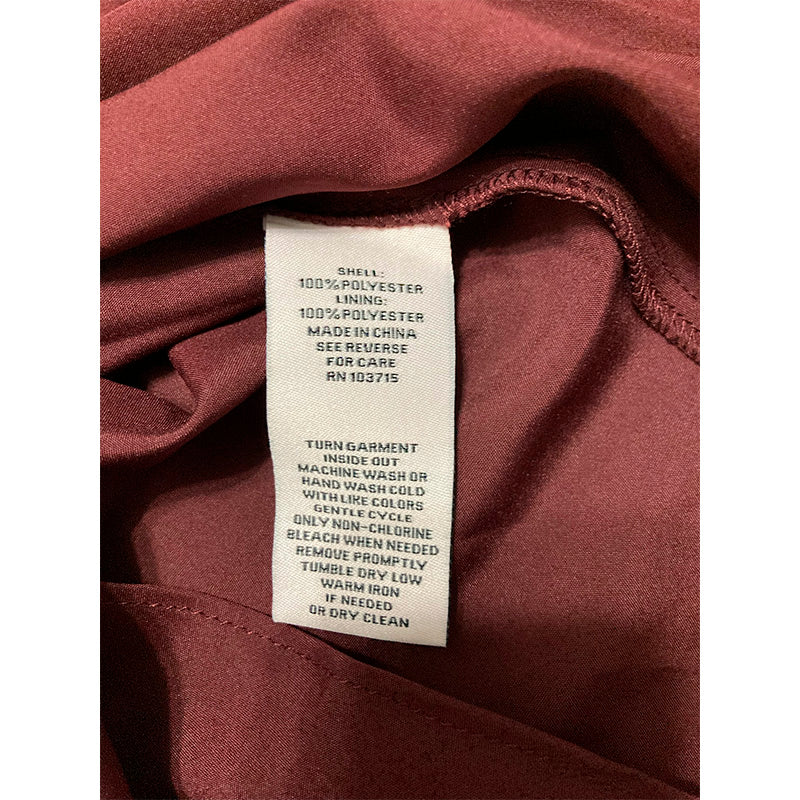 SHELL:
100% POLYESTER
LINING:
100% POLYESTER
MADE IN CHINA
SEE REVERSE
FOR CARE
RN 103715
TURN GARMENT
INSIDE OUT
MACHINE WASH OR
HAND WASH COLD
WITH LIKE COLORS
GENTLE CYCLE
ONLY NON-CHLORINE
BLEACH WHEN NEEDED
REMOVE PROMPTLY
TUMBLE DRY LOW
WARM IRON
IF NEEDED
OR DRY CLEAN